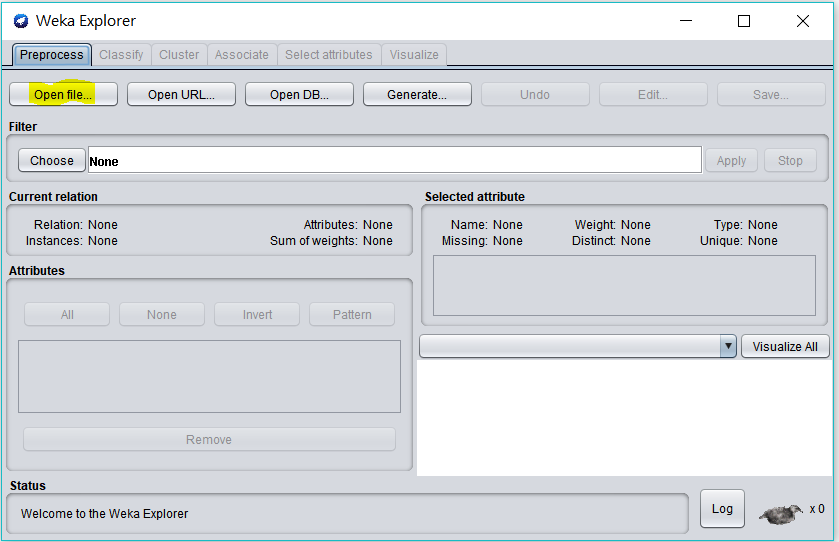 Weka Explorer
Preprocess Classify Cluster Associate Select attributes Visualize
Open file... Open URL... Open DB... Generate... Undo Edit... Save...
Filter
Choose None Apply Stop
Current relation
Relation: None Attributes: None
Instances: None Sum of weights: None
Attributes
All None Invert Pattern
Remove
Selected attribute
Name: None Weight: None Type: None
Missing: None Distinct: None Unique: None
Visualize All
Status
Welcome to the Weka Explorer
Log x 0